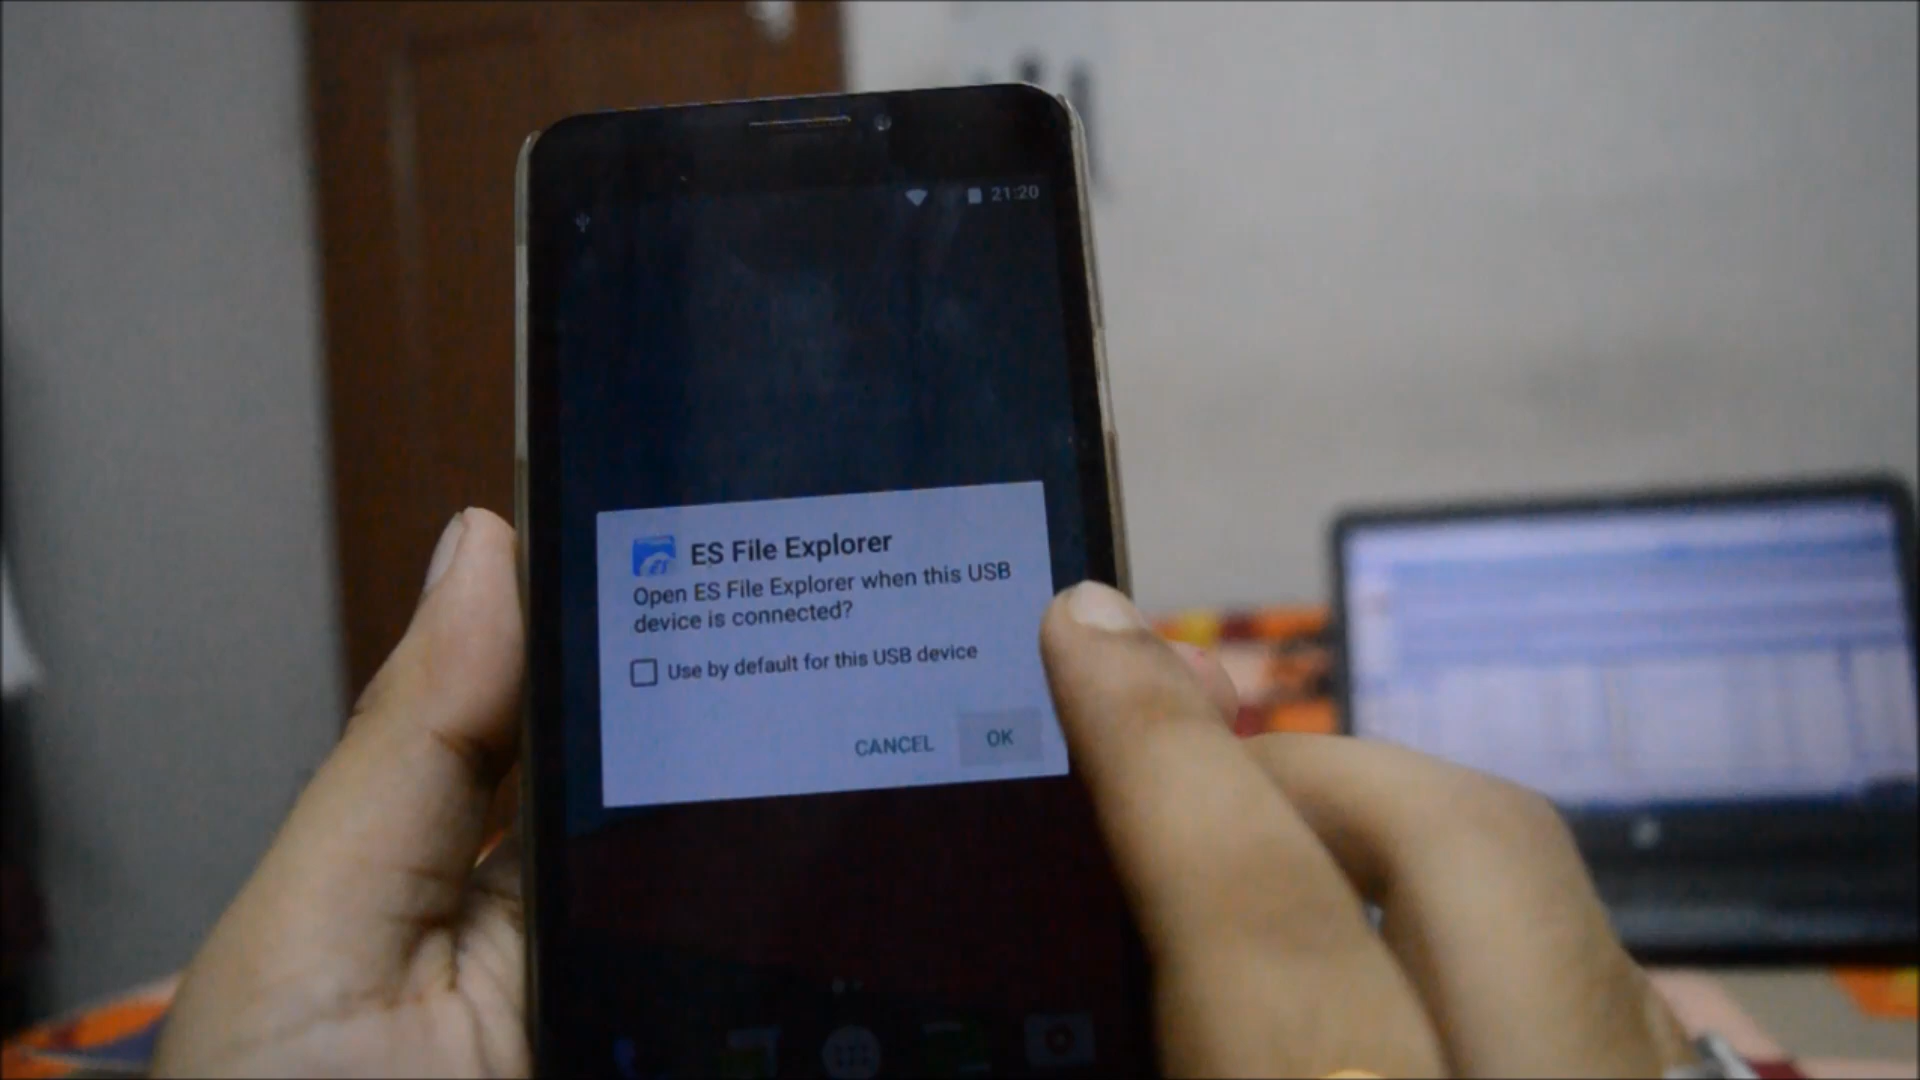 21:20
ES File Explorer
Open ES File Explorer when this USB
device is connected?
Use by default for this USB device
CANCEL OK